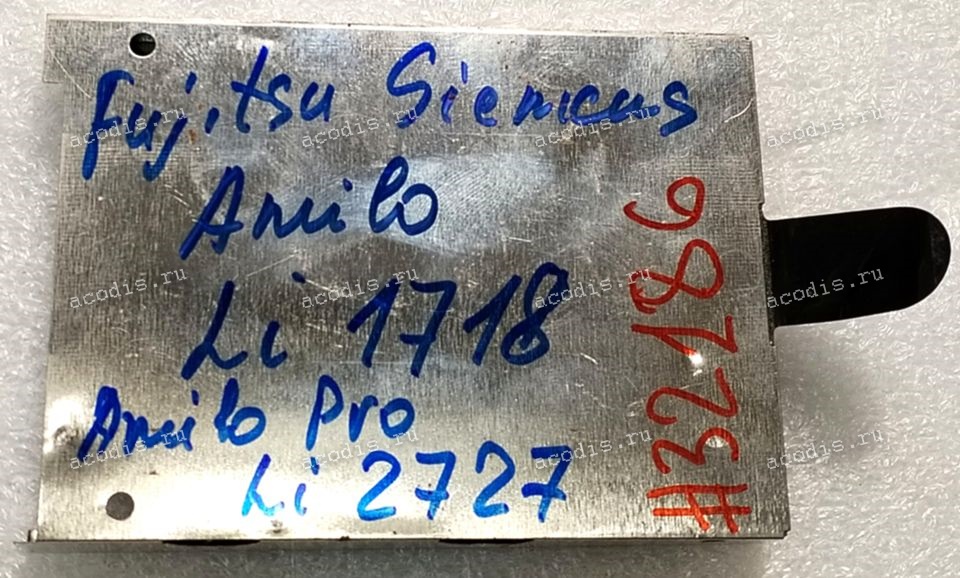 Fujitsu Siemens
Amilo
Li 1718
Amilo Pro
Li 2727
#32186
acodis.ru